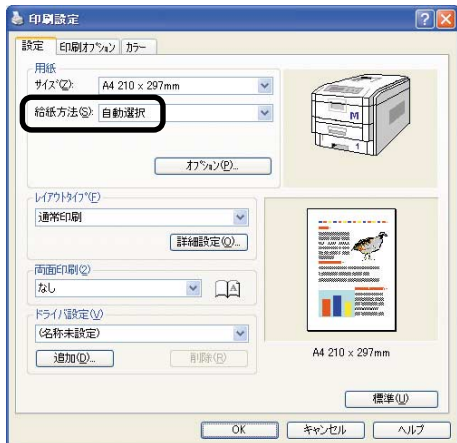 印刷設定
設定 印刷オプション カラー
用紙
サイズ(Z): A4 210 x 297mm
給紙方法(S): 自動選択
オプション(P)...
M
1
レイアウトタイプ(E)
通常印刷
詳細設定(O)...
両面印刷(2)
なし
A
ドライバ設定(V)
(名称未設定)
追加(D)... 削除(R)
A4 210 x 297mm
標準(U)
OK キャンセル ヘルプ